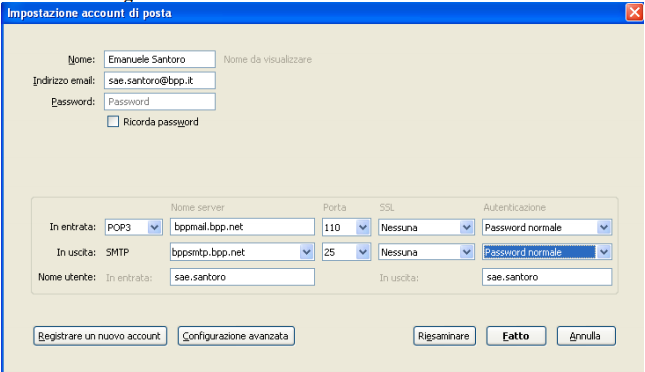 Impostazione account di posta
Nome: Emanuele Santoro Nome da visualizzare
Indirizzo email: sae.santoro@bpp.it
Password: Password
Ricorda password
Nome server Porta SSL Autenticazione
In entrata: POP3 bppmail.bpp.net 110 Nessuna Password normale
In uscita: SMTP bppsmtp.bpp.net 25 Nessuna Password normale
Nome utente: In entrata: sae.santoro In uscita: sae.santoro
Registrare un nuovo account Configurazione avanzata Riesaminare Fatto Annulla